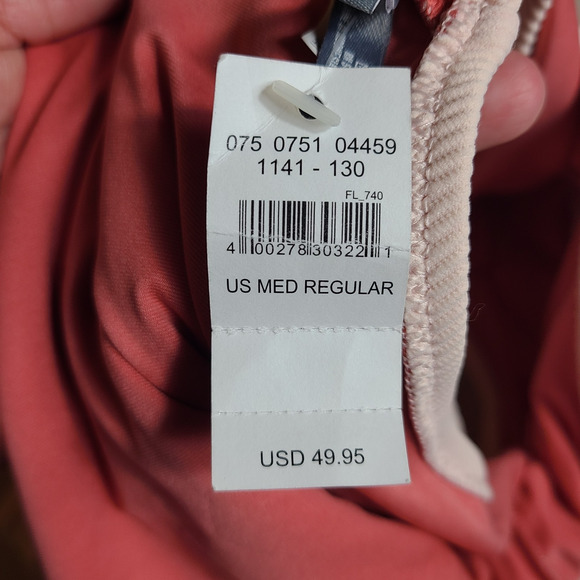 075 0751 04459
1141 - 130
FL_740
4 00278 30322 1
US MED REGULAR
USD 49.95